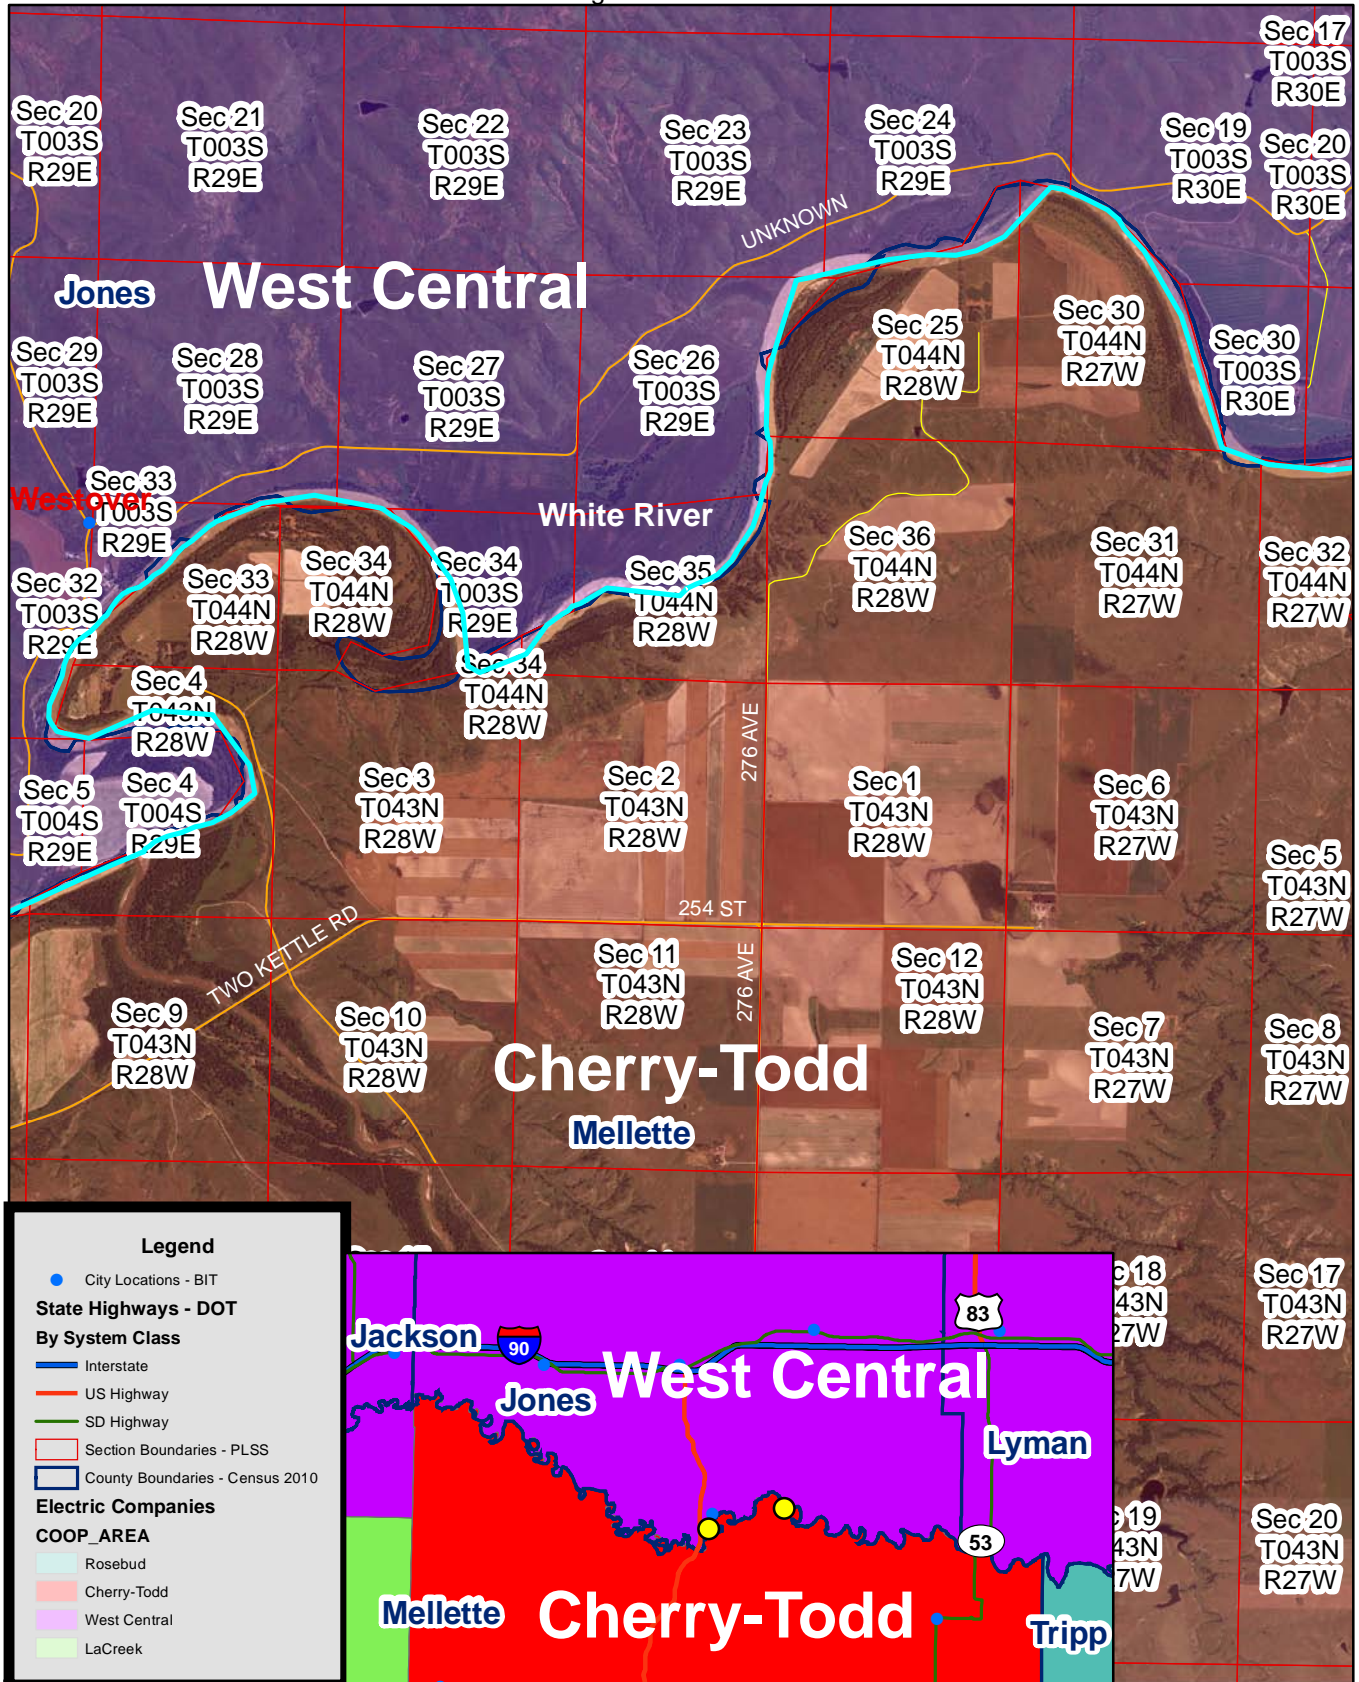 Sec 17
T003S
R30E
Sec 20
T003S
R29E
Sec 21
T003S
R29E
Sec 22
T003S
R29E
Sec 23
T003S
R29E
Sec 24
T003S
R29E
Sec 19
T003S
R30E
Sec 20
T003S
R30E
UNKNOWN
Jones
West Central
Sec 29
T003S
R29E
Sec 28
T003S
R29E
Sec 27
T003S
R29E
Sec 26
T003S
R29E
Sec 25
T044N
R28W
Sec 30
T044N
R27W
Sec 30
T003S
R30E
Westover
Sec 33
T003S
R29E
White River
Sec 32
T003S
R29E
Sec 33
T044N
R28W
Sec 34
T044N
R28W
Sec 34
T003S
R29E
Sec 35
T044N
R28W
Sec 36
T044N
R28W
Sec 31
T044N
R27W
Sec 32
T044N
R27W
Sec 4
T043N
R28W
Sec 34
T044N
R28W
276 AVE
Sec 5
T004S
R29E
Sec 4
T004S
R29E
Sec 3
T043N
R28W
Sec 2
T043N
R28W
Sec 1
T043N
R28W
Sec 6
T043N
R27W
Sec 5
T043N
R27W
254 ST
TWO KETTLE RD
276 AVE
Sec 9
T043N
R28W
Sec 10
T043N
R28W
Sec 11
T043N
R28W
Sec 12
T043N
R28W
Sec 7
T043N
R27W
Sec 8
T043N
R27W
Cherry-Todd
Mellette
c 18
43N
27W
Sec 17
T043N
R27W
c 19
43N
7W
Sec 20
T043N
R27W
Legend
City Locations - BIT
State Highways - DOT
By System Class
Interstate
US Highway
SD Highway
Section Boundaries - PLSS
County Boundaries - Census 2010
Electric Companies
COOP_AREA
Rosebud
Cherry-Todd
West Central
LaCreek
Jackson
90
83
West Central
Jones
Lyman
53
Mellette
Cherry-Todd
Tripp